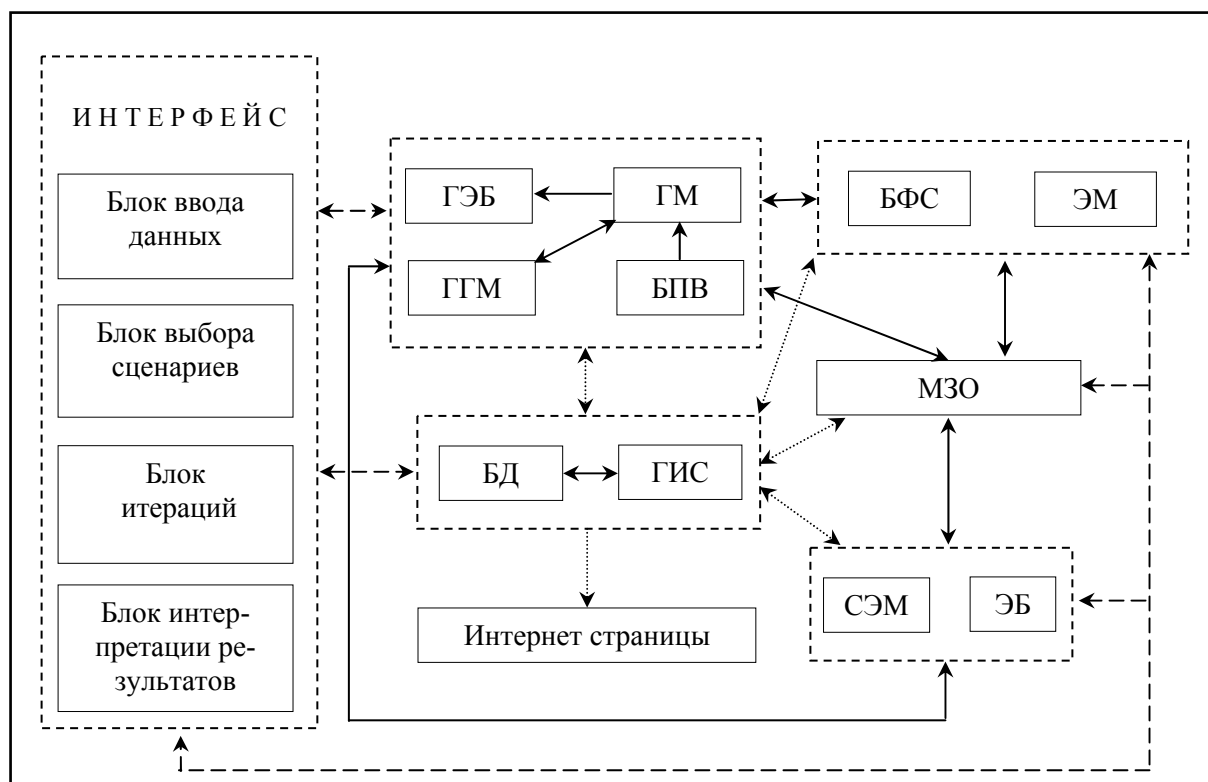 И Н Т Е Р Ф Е Й С
Блок ввода
данных
Блок выбора
сценариев
Блок
итераций
Блок интер-
претации ре-
зультатов
ГЭБ
ГМ
ГГМ
БПВ
БФС
ЭМ
МЗО
БД
ГИС
СЭМ
ЭБ
Интернет страницы